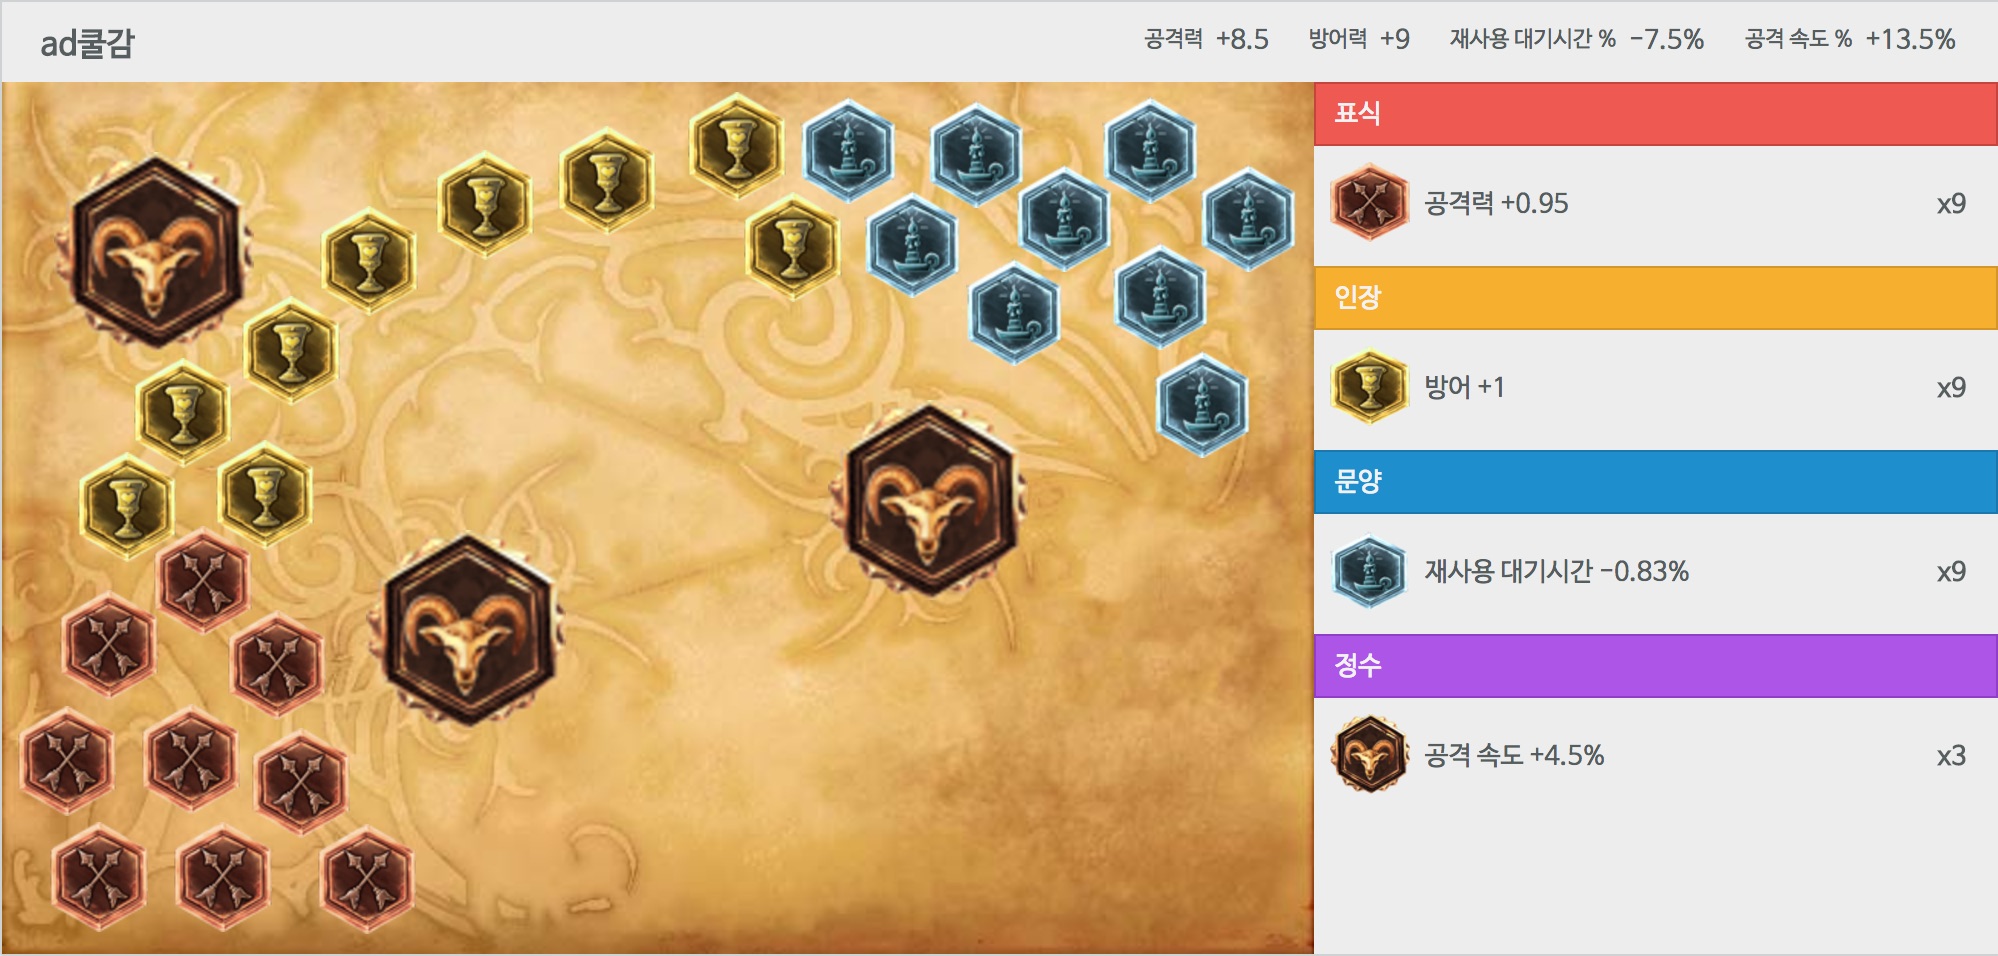 ad쿨감
공격력 +8.5 방어력 +9 재사용 대기시간 % -7.5% 공격 속도 % +13.5%
표식
공격력 +0.95 x9
인장
방어 +1 x9
문양
재사용 대기시간 -0.83% x9
정수
공격 속도 +4.5% x3